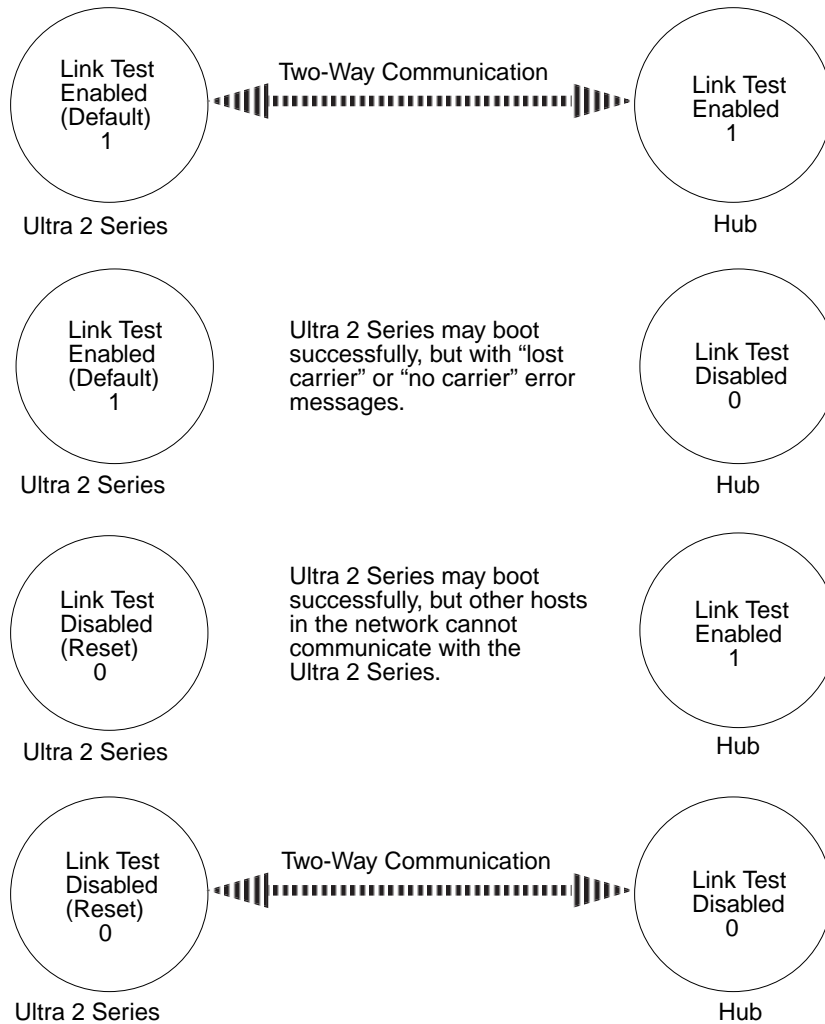 Link Test
Enabled
(Default)
1
Two-Way Communication
Link Test
Enabled
1
Ultra 2 Series
Hub
Link Test
Enabled
(Default)
1
Ultra 2 Series may boot
successfully, but with “lost
carrier” or “no carrier” error
messages.
Link Test
Disabled
0
Ultra 2 Series
Hub
Link Test
Disabled
(Reset)
0
Ultra 2 Series may boot
successfully, but other hosts
in the network cannot
communicate with the
Ultra 2 Series.
Link Test
Enabled
1
Ultra 2 Series
Hub
Link Test
Disabled
(Reset)
0
Two-Way Communication
Link Test
Disabled
0
Ultra 2 Series
Hub